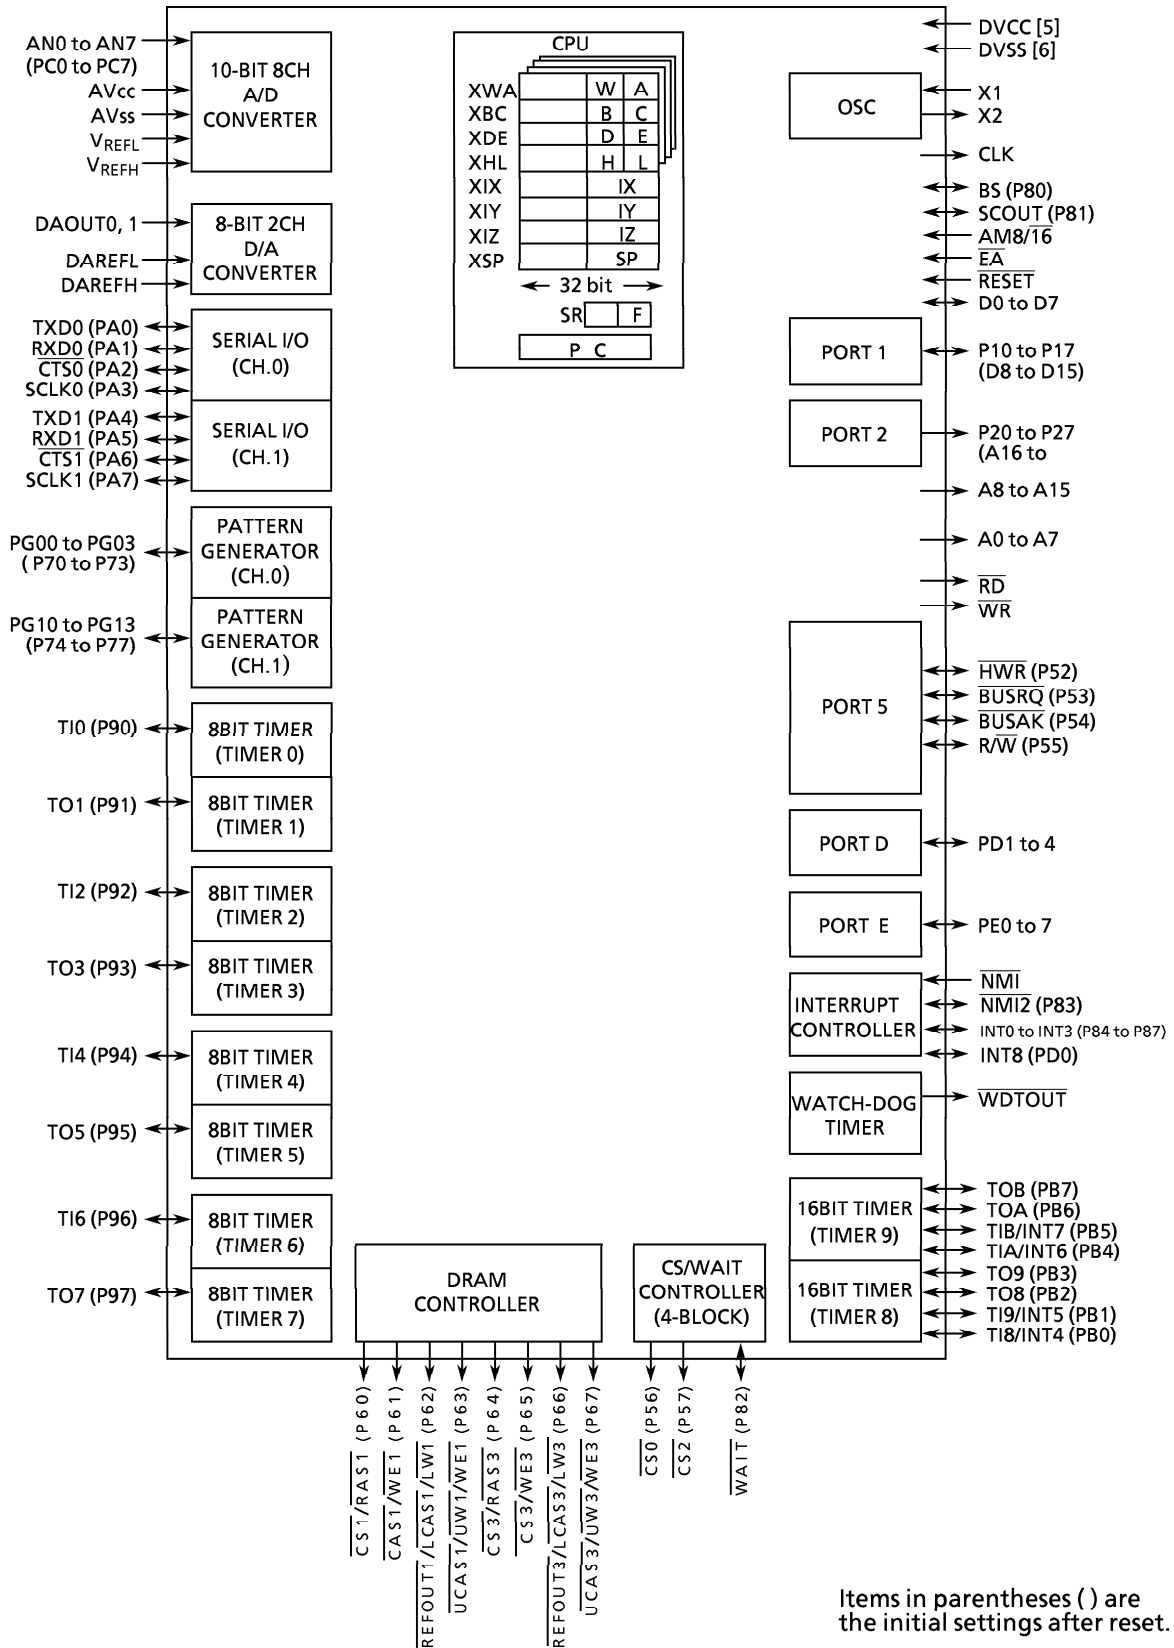 AN0 to AN7
(PC0 to PC7)
AVcc
AVss
VREFL
VREFH
10-BIT 8CH
A/D
CONVERTER
DAOUT0, 1
DAREFL
DAREFH
8-BIT 2CH
D/A
CONVERTER
TXD0 (PA0)
RXD0 (PA1)
CTS0 (PA2)
SCLK0 (PA3)
SERIAL I/O
(CH.0)
TXD1 (PA4)
RXD1 (PA5)
CTS1 (PA6)
SCLK1 (PA7)
SERIAL I/O
(CH.1)
PG00 to PG03
( P70 to P73)
PATTERN
GENERATOR
(CH.0)
PG10 to PG13
(P74 to P77)
PATTERN
GENERATOR
(CH.1)
TI0 (P90)
8BIT TIMER
(TIMER 0)
TO1 (P91)
8BIT TIMER
(TIMER 1)
TI2 (P92)
8BIT TIMER
(TIMER 2)
TO3 (P93)
8BIT TIMER
(TIMER 3)
TI4 (P94)
8BIT TIMER
(TIMER 4)
TO5 (P95)
8BIT TIMER
(TIMER 5)
TI6 (P96)
8BIT TIMER
(TIMER 6)
TO7 (P97)
8BIT TIMER
(TIMER 7)
CPU
XWA W A
XBC B C
XDE D E
XHL H L
XIX IX
XIY IY
XIZ IZ
XSP SP
32 bit
SR F
P C
DVCC [5]
DVSS [6]
OSC
X1
X2
CLK
BS (P80)
SCOUT (P81)
AM8/16
EA
RESET
D0 to D7
PORT 1
P10 to P17
(D8 to D15)
PORT 2
P20 to P27
(A16 to
A8 to A15
A0 to A7
RD
WR
PORT 5
HWR (P52)
BUSRQ (P53)
BUSAK (P54)
R/W (P55)
PORT D
PD1 to 4
PORT E
PE0 to 7
INTERRUPT
CONTROLLER
NMI
NMI2 (P83)
INT0 to INT3 (P84 to P87)
INT8 (PD0)
WATCH-DOG
TIMER
WDTOUT
16BIT TIMER
(TIMER 9)
TOB (PB7)
TOA (PB6)
TIB/INT7 (PB5)
TIA/INT6 (PB4)
16BIT TIMER
(TIMER 8)
TO9 (PB3)
TO8 (PB2)
TI9/INT5 (PB1)
TI8/INT4 (PB0)
DRAM
CONTROLLER
CS1/RAS1 (P60)
CAS1/WE1 (P61)
REFOUT1/LCAS1/LW1 (P62)
UCAS1/UW1/WE1 (P63)
CS3/RAS3 (P64)
CS3/WE3 (P65)
REFOUT3/LCAS3/LW3 (P66)
UCAS3/UW3/WE3 (P67)
CS/WAIT
CONTROLLER
(4-BLOCK)
CS0 (P56)
CS2 (P57)
WAIT (P82)
Items in parentheses ( ) are
the initial settings after reset.